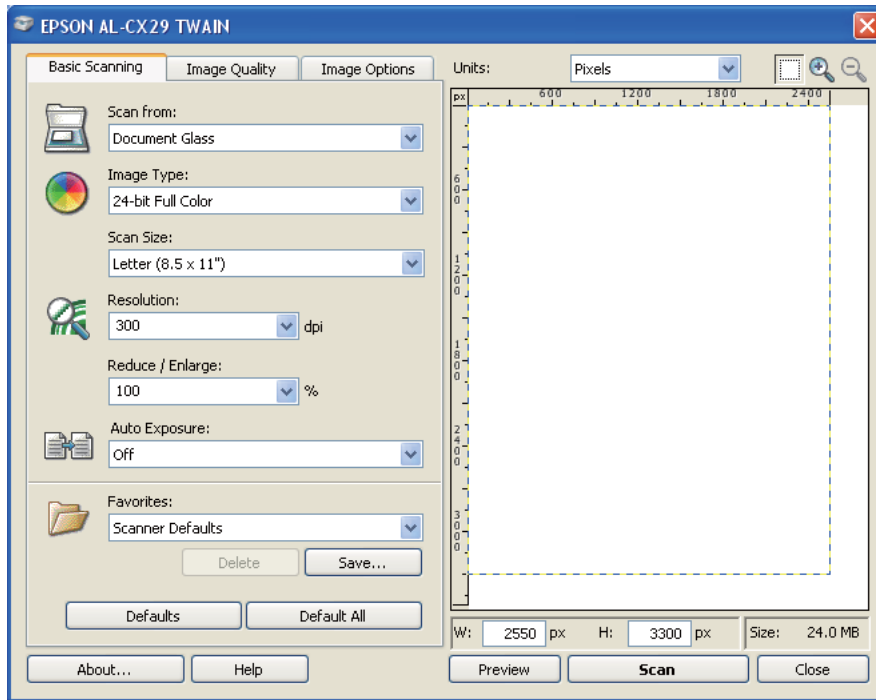 EPSON AL-CX29 TWAIN
Basic Scanning Image Quality Image Options
Scan from:
Document Glass
Image Type:
24-bit Full Color
Scan Size:
Letter (8.5 x 11")
Resolution:
300 dpi
Reduce / Enlarge:
100 %
Auto Exposure:
Off
Favorites:
Scanner Defaults
Delete Save...
Defaults Default All
About... Help
Units: Pixels
px 600 1200 1800 2400
600
1200
1800
2400
3000
W: 2550 px H: 3300 px Size: 24.0 MB
Preview Scan Close